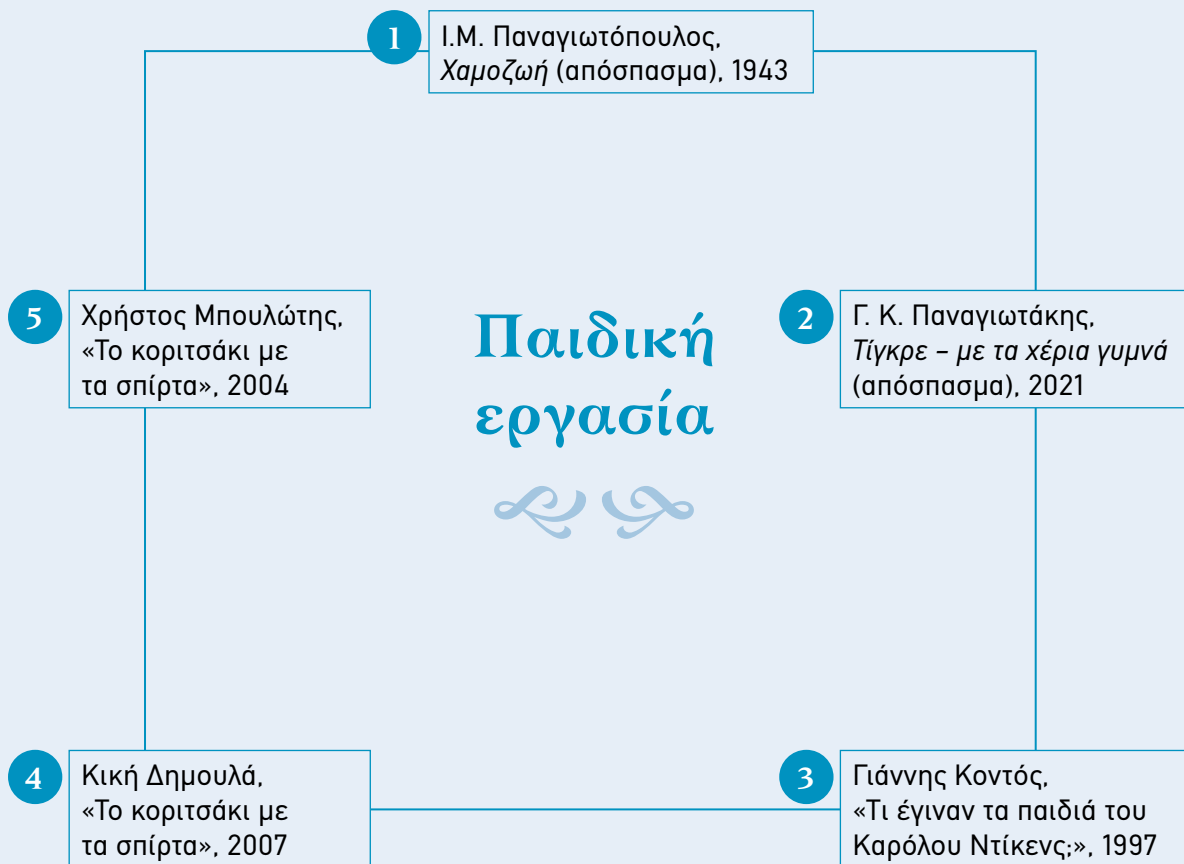 1
Ι.Μ. Παναγιωτόπουλος,
Χαμοζωή (απόσπασμα), 1943
5
Χρήστος Μπουλώτης,
«Το κοριτσάκι με
τα σπίρτα», 2004
Παιδική
εργασία
2
Γ. Κ. Παναγιωτάκης,
Τίγκρε – με τα χέρια γυμνά
(απόσπασμα), 2021
4
Κική Δημουλά,
«Το κοριτσάκι με
τα σπίρτα», 2007
3
Γιάννης Κοντός,
«Τι έγιναν τα παιδιά του
Καρόλου Ντίκενς;», 1997